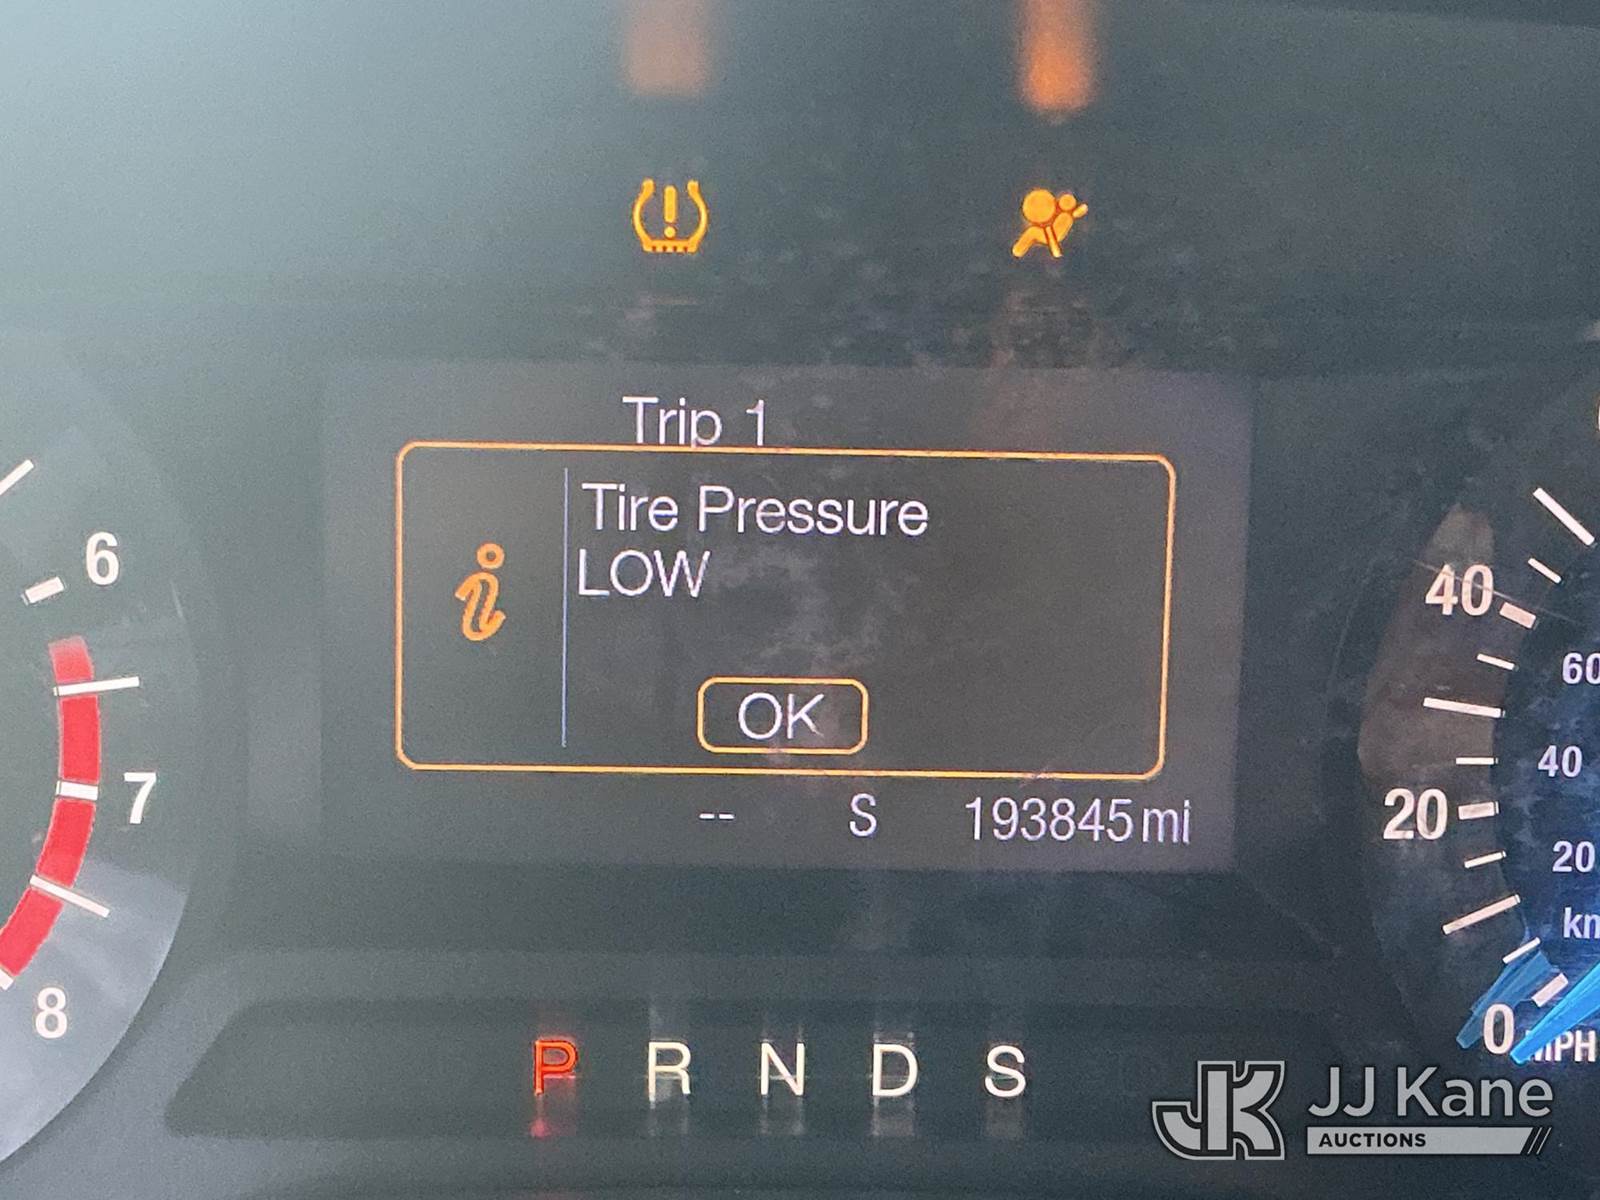 Trip 1
Tire Pressure
LOW
OK
-- S 193845 mi
6
7
8
40
60
40
20
20
0 MPH
P R N D S
JK JJ Kane
AUCTIONS